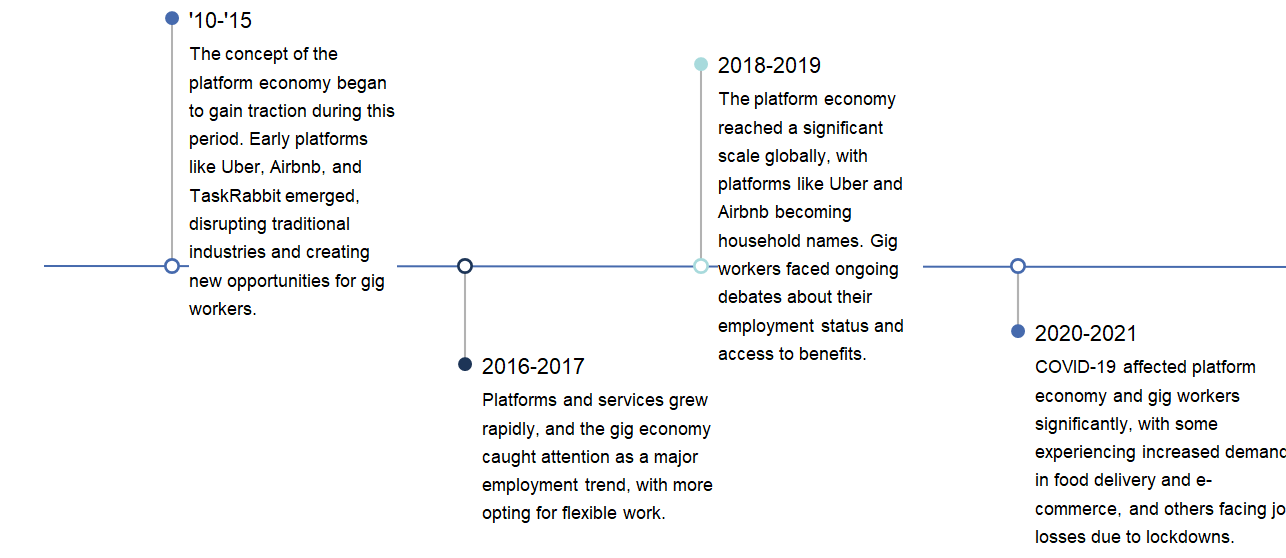 '10-'15
The concept of the
platform economy began
to gain traction during this
period. Early platforms
like Uber, Airbnb, and
TaskRabbit emerged,
disrupting traditional
industries and creating
new opportunities for gig
workers.
2016-2017
Platforms and services grew
rapidly, and the gig economy
caught attention as a major
employment trend, with more
opting for flexible work.
2018-2019
The platform economy
reached a significant
scale globally, with
platforms like Uber and
Airbnb becoming
household names. Gig
workers faced ongoing
debates about their
employment status and
access to benefits.
2020-2021
COVID-19 affected platform
economy and gig workers
significantly, with some
experiencing increased demand
in food delivery and e-
commerce, and others facing jo
losses due to lockdowns.